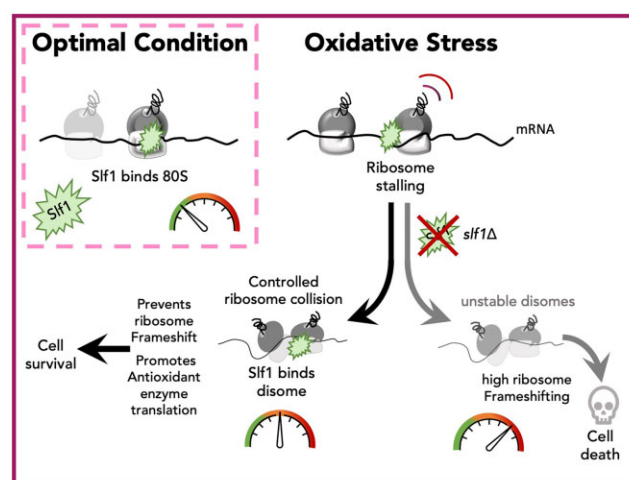 Optimal Condition
Oxidative Stress
mRNA
Slf1 binds 80S
Slf1
Ribosome
stalling
slf1Δ
Controlled
ribosome collision
Prevents
ribosome
Frameshift
Promotes
Antioxidant
enzyme
translation
Cell
survival
Slf1 binds
disome
unstable disomes
high ribosome
Frameshifting
Cell
death